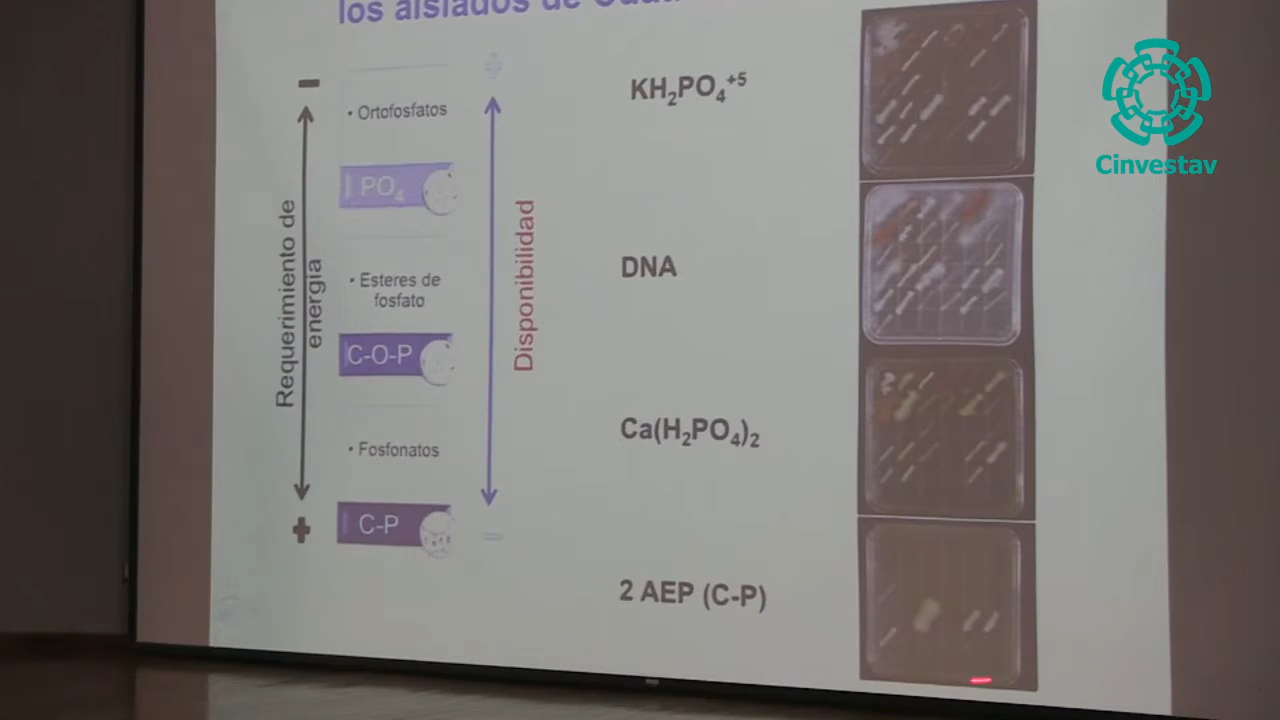 los aislados de
−
• Ortofosfatos
PO₄
• Esteres de
fosfato
C-O-P
• Fosfonatos
C-P
+
Requerimiento de
energía
+
Disponibilidad
−
KH₂PO₄⁺⁵
DNA
Ca(H₂PO₄)₂
2 AEP (C-P)
Cinvestav